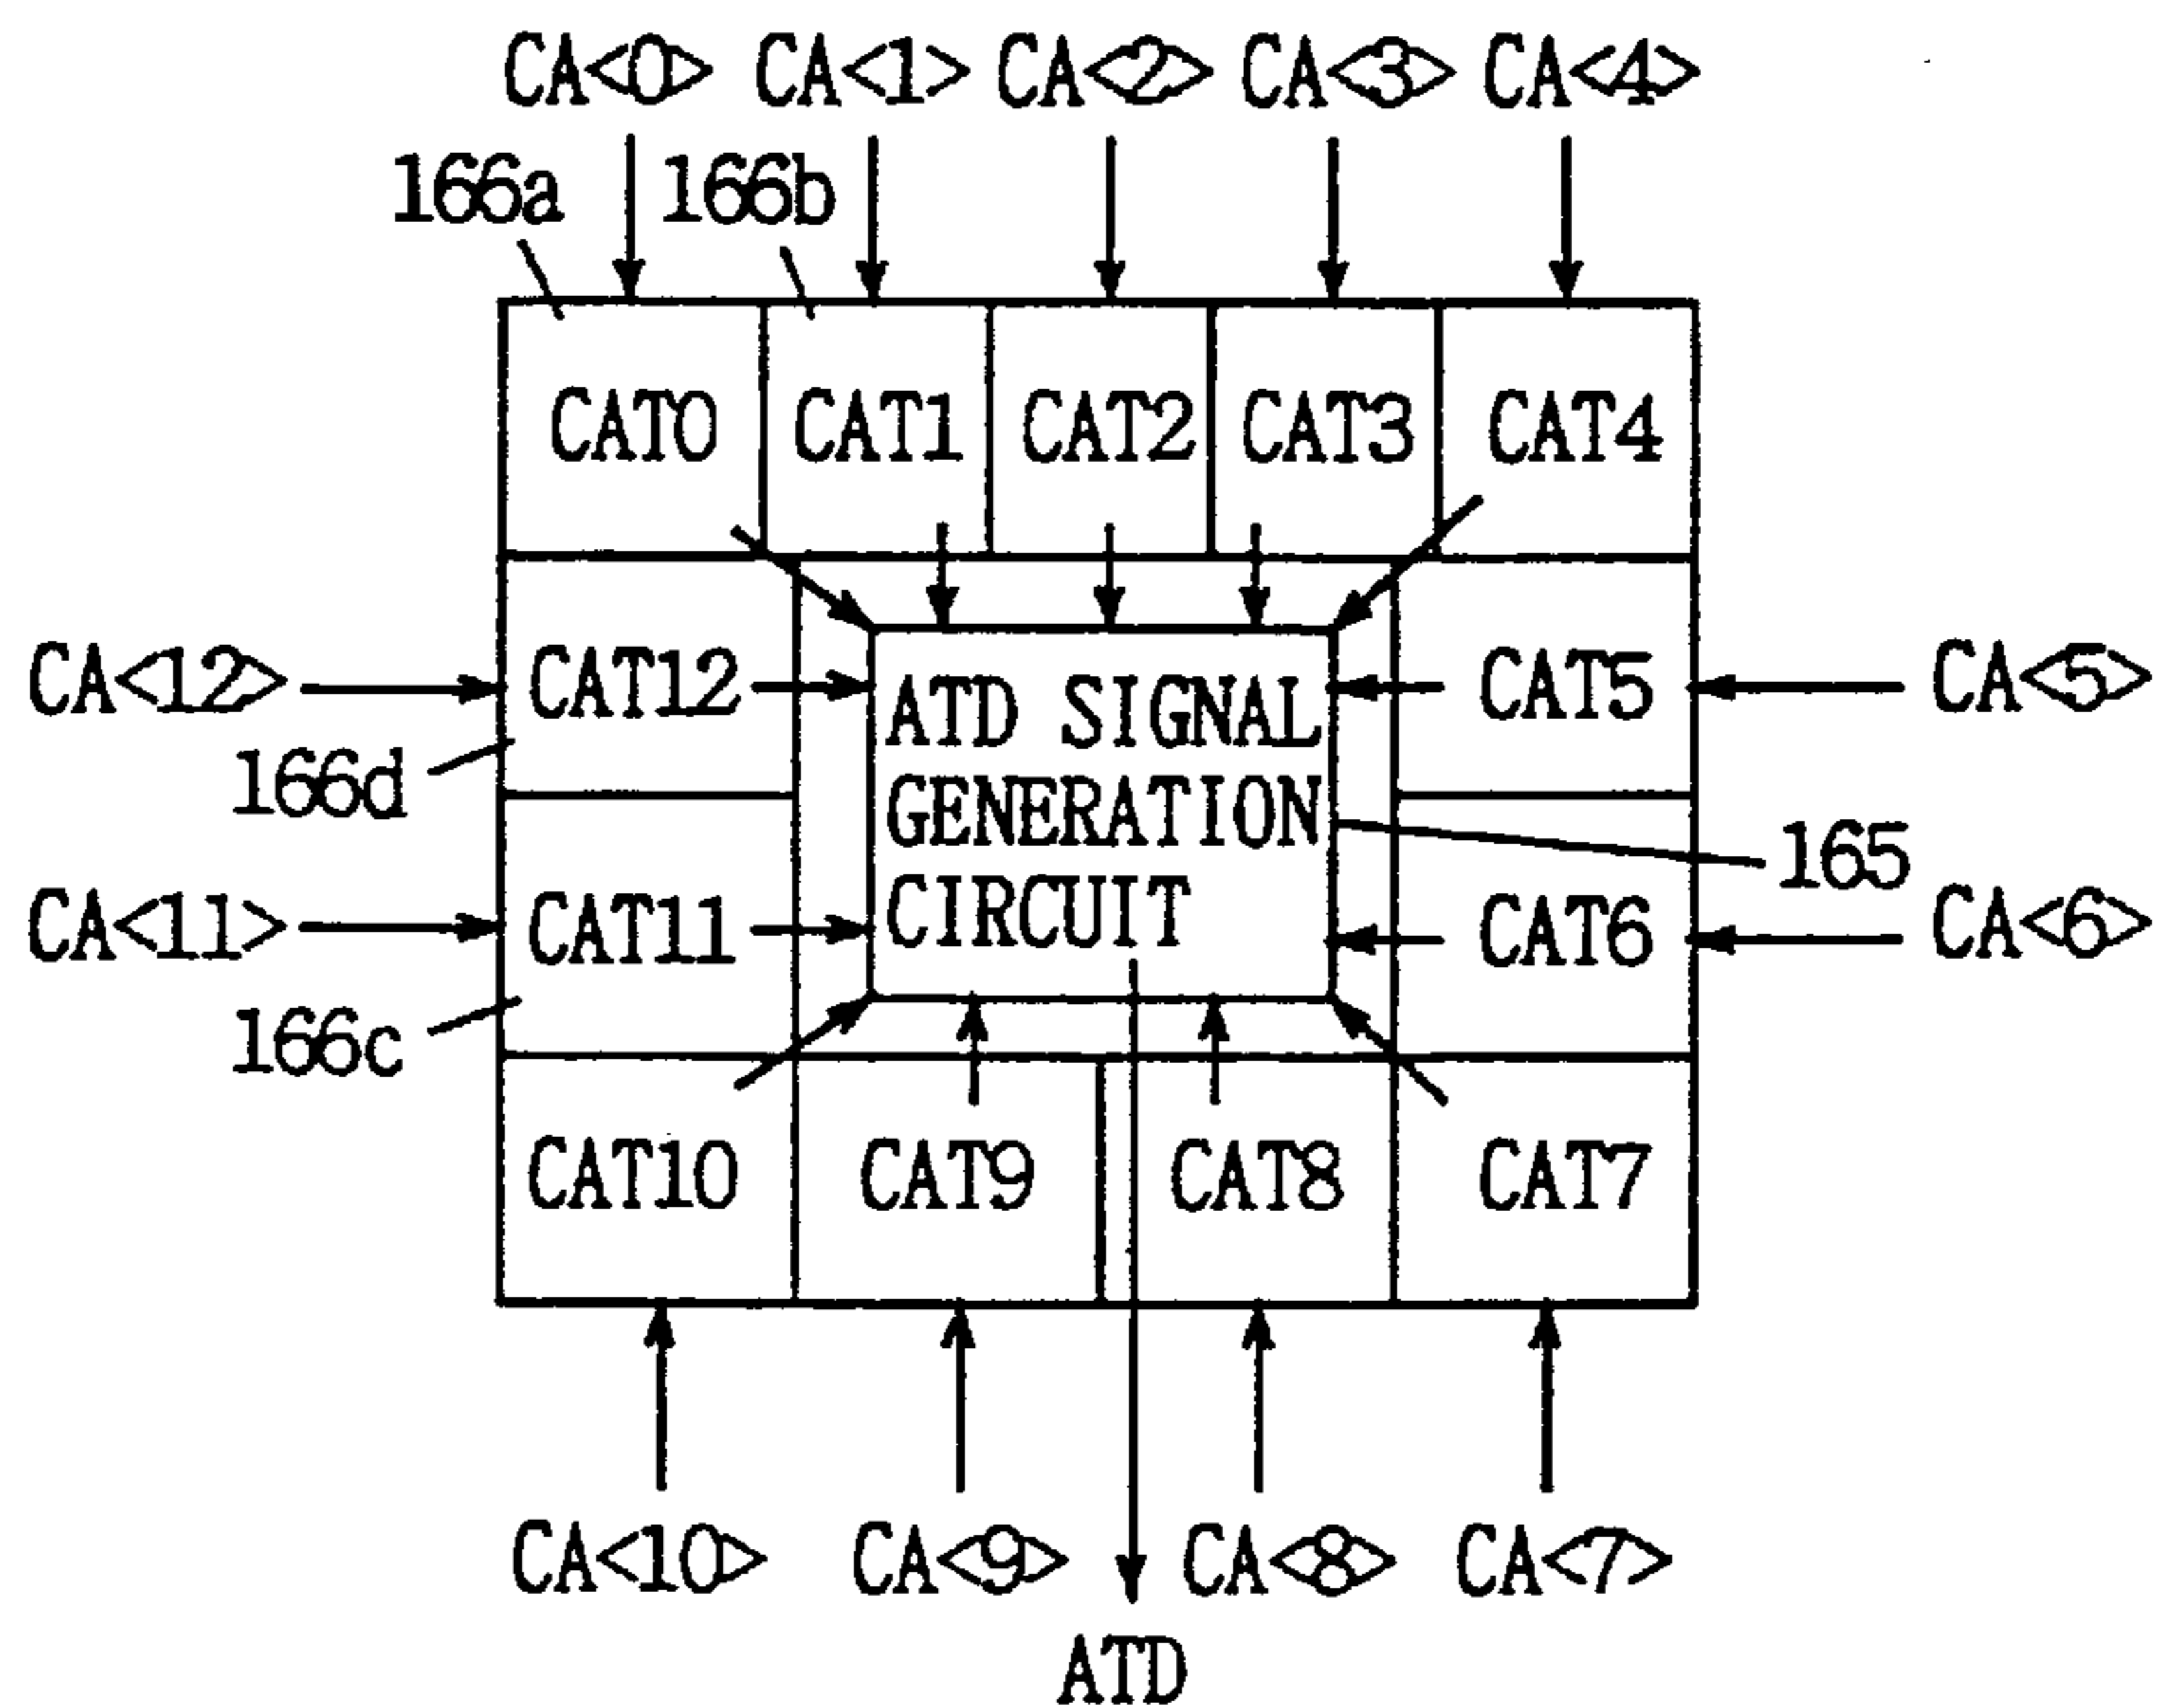 CA<0> CA<1> CA<2> CA<3> CA<4>
166a 166b
CAT0 CAT1 CAT2 CAT3 CAT4
CA<12> CAT12 ATD SIGNAL CAT5 CA<5>
166d GENERATION 165
CA<11> CAT11 CIRCUIT CAT6 CA<6>
166c
CAT10 CAT9 CAT8 CAT7
CA<10> CA<9> CA<8> CA<7>
ATD